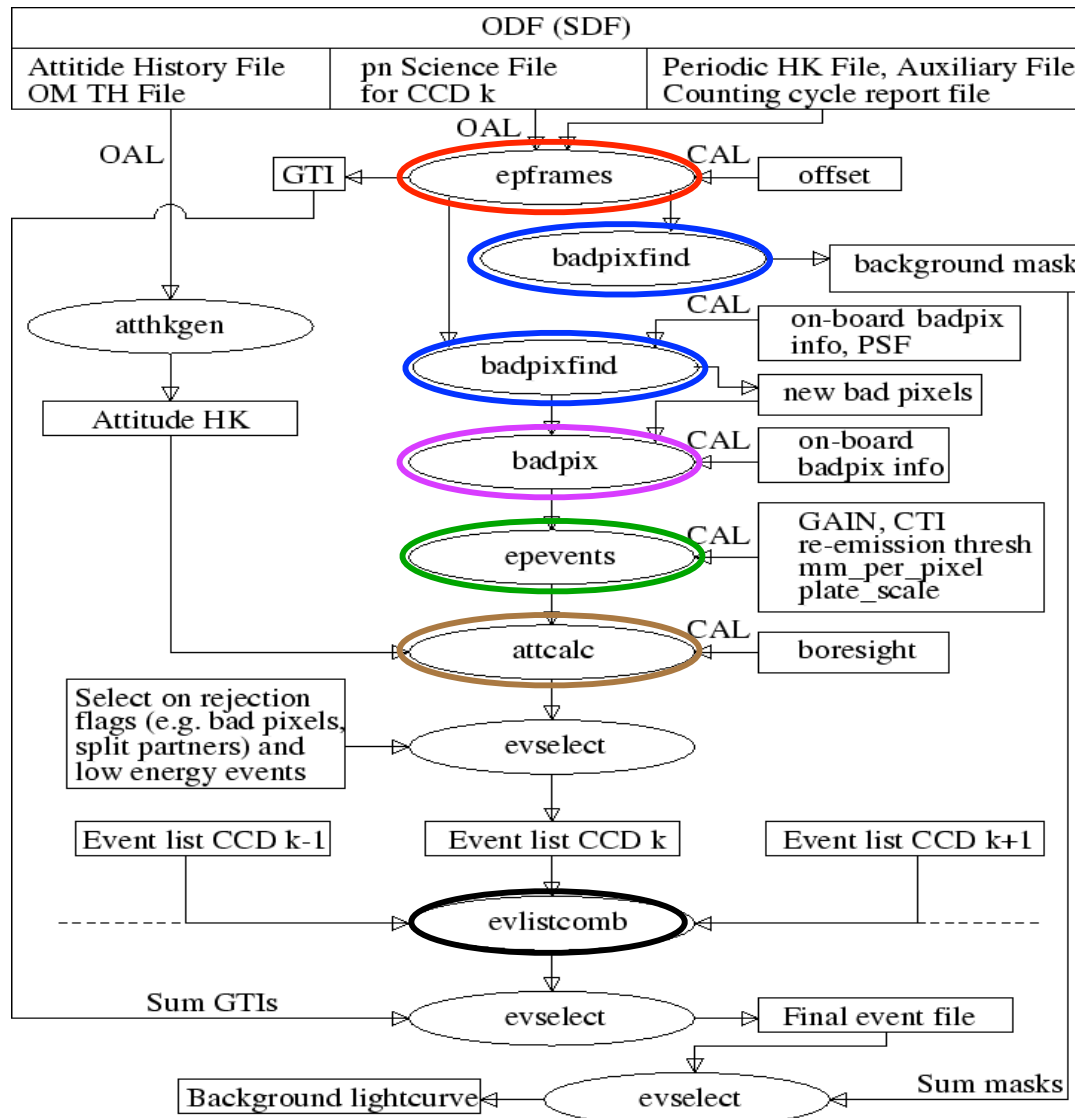 ODF (SDF)
Attitide History File
OM TH File
pn Science File
for CCD k
Periodic HK File, Auxiliary File
Counting cycle report file
OAL
OAL
GTI
epframes
CAL
offset
badpixfind
background mask
atthkgen
CAL
on-board badpix
info, PSF
badpixfind
new bad pixels
Attitude HK
badpix
CAL
on-board
badpix info
epevents
CAL
GAIN, CTI
re-emission thresh
mm_per_pixel
plate_scale
attcalc
CAL
boresight
Select on rejection
flags (e.g. bad pixels,
split partners) and
low energy events
evselect
Event list CCD k-1
Event list CCD k
Event list CCD k+1
evlistcomb
Sum GTIs
evselect
Final event file
Background lightcurve
evselect
Sum masks